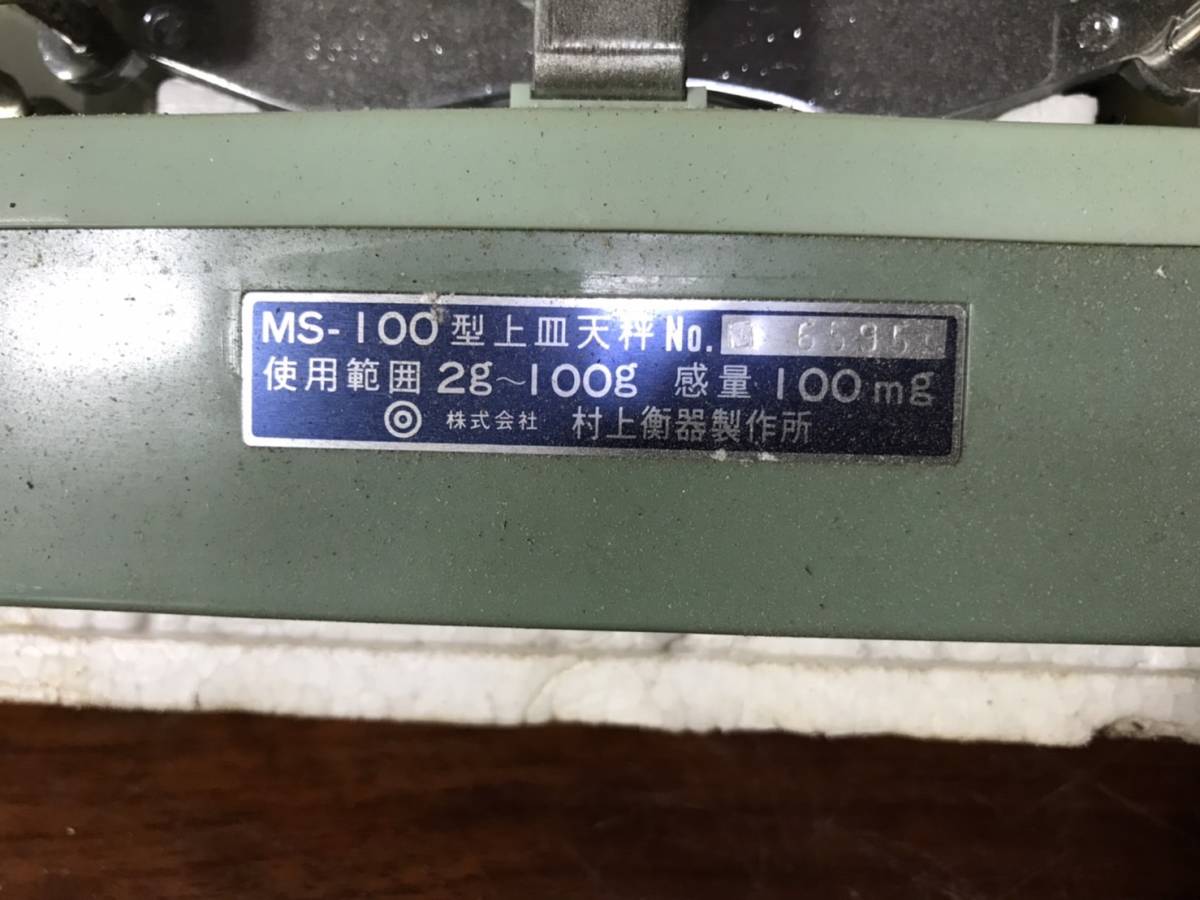 MS-100型上皿天秤 No.
使用範囲 2g~100g 感量 100mg
株式会社 村上衡器製作所